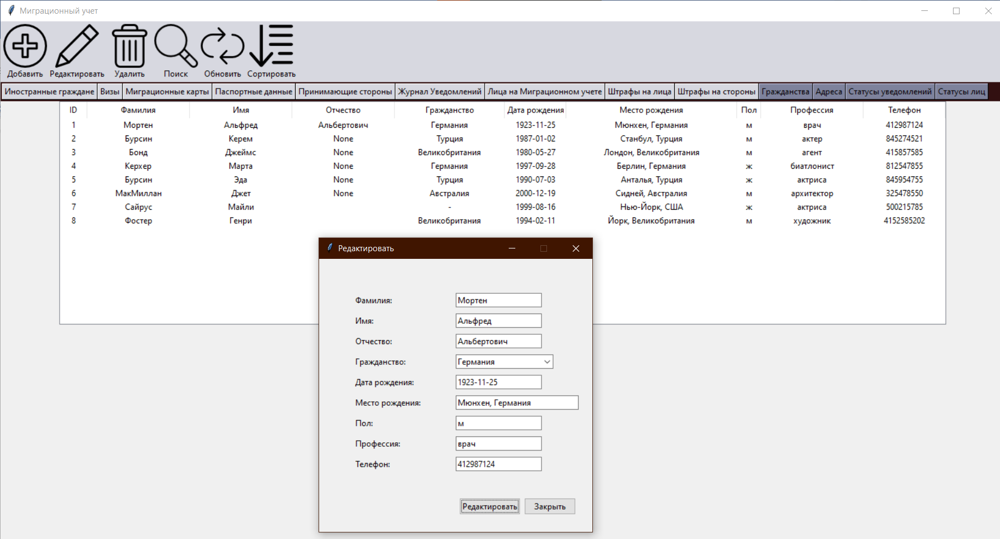 Миграционный учет
Добавить Редактировать Удалить Поиск Обновить Сортировать
Иностранные граждане Визы Миграционные карты Паспортные данные Принимающие стороны Журнал Уведомлений Лица на Миграционном учете Штрафы на лица Штрафы на стороны Гражданства Адреса Статусы уведомлений Статусы лиц
ID Фамилия Имя Отчество Гражданство Дата рождения Место рождения Пол Профессия Телефон
1 Мортен Альфред Альбертович Германия 1923-11-25 Мюнхен, Германия м врач 412987124
2 Бурсин Керем None Турция 1987-01-02 Станбул, Турция м актер 845274521
3 Бонд Джеймс None Великобритания 1980-05-27 Лондон, Великобритания м агент 415857585
4 Керхер Марта None Германия 1997-09-28 Берлин, Германия ж биатлонист 812547855
5 Бурсин Эда None Турция 1990-07-03 Анталья, Турция ж актриса 845954755
6 МакМиллан Джет None Австралия 2000-12-19 Сидней, Австралия м архитектор 325478550
7 Сайрус Майли - 1999-08-16 Нью-Йорк, США ж актриса 500215785
8 Фостер Генри Великобритания 1994-02-11 Йорк, Великобритания м художник 4152585202
Редактировать
Фамилия: Мортен
Имя: Альфред
Отчество: Альбертович
Гражданство: Германия
Дата рождения: 1923-11-25
Место рождения: Мюнхен, Германия
Пол: м
Профессия: врач
Телефон: 412987124
Редактировать Закрыть